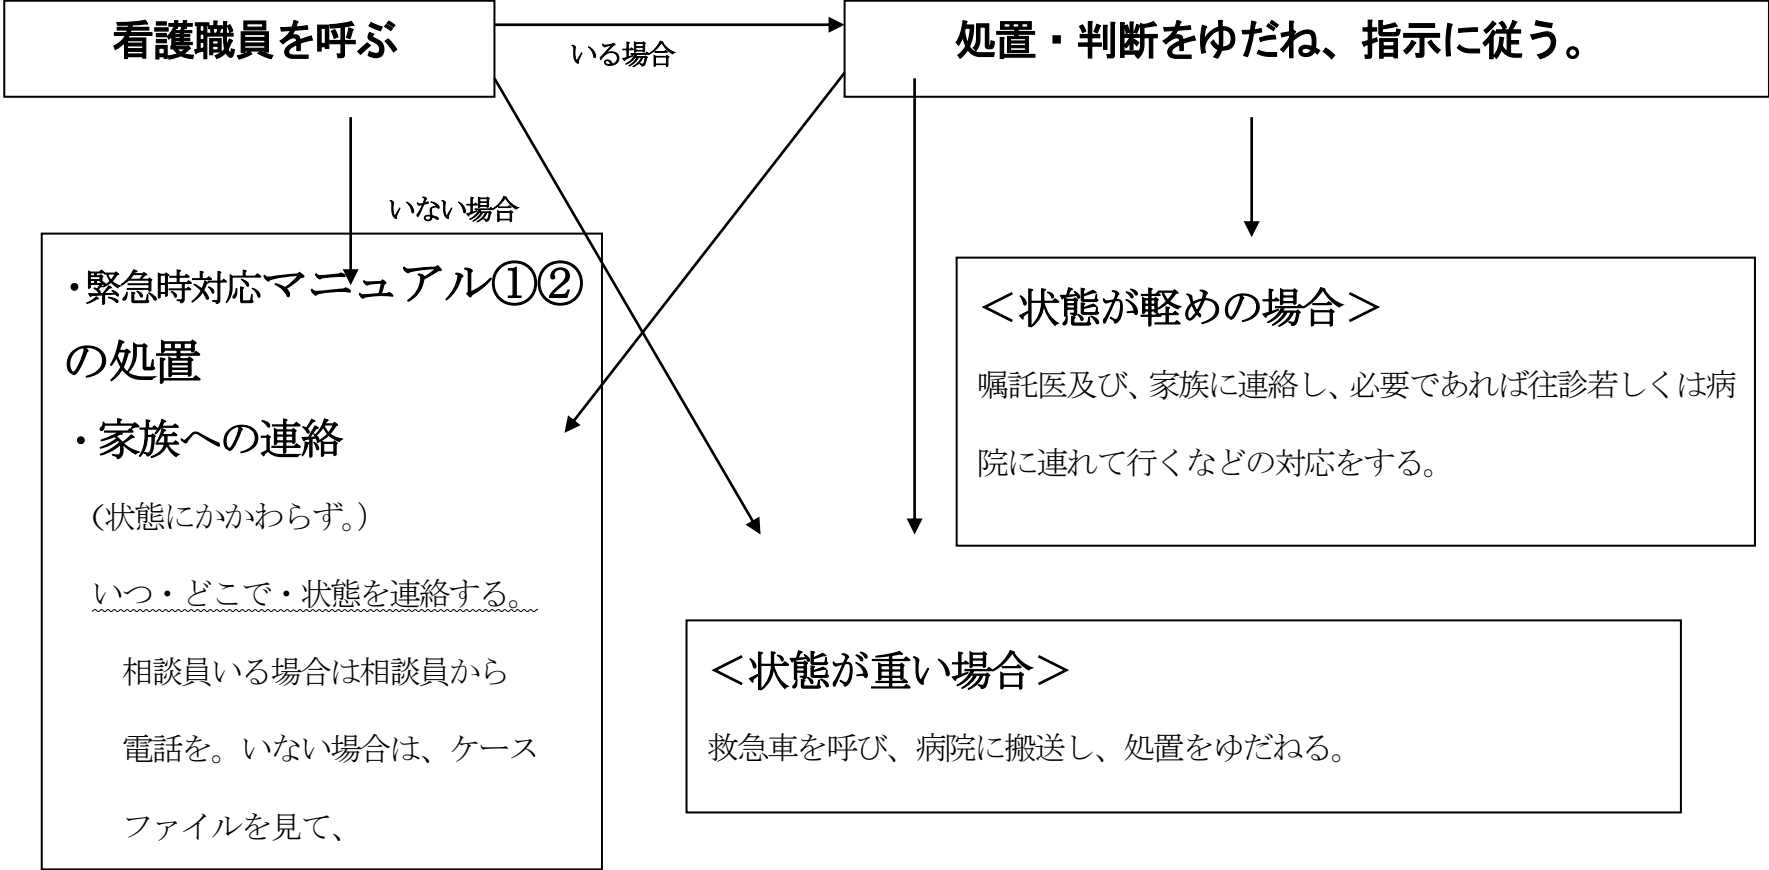 看護職員を呼ぶ
いる場合
処置・判断をゆだね、指示に従う。
いない場合
・緊急時対応マニュアル①②
の処置
・家族への連絡
（状態にかかわらず。）
いつ・どこで・状態を連絡する。
相談員いる場合は相談員から
電話を。いない場合は、ケース
ファイルを見て、
＜状態が軽めの場合＞
嘱託医及び、家族に連絡し、必要であれば往診若しくは病
院に連れて行くなどの対応をする。
＜状態が重い場合＞
救急車を呼び、病院に搬送し、処置をゆだねる。